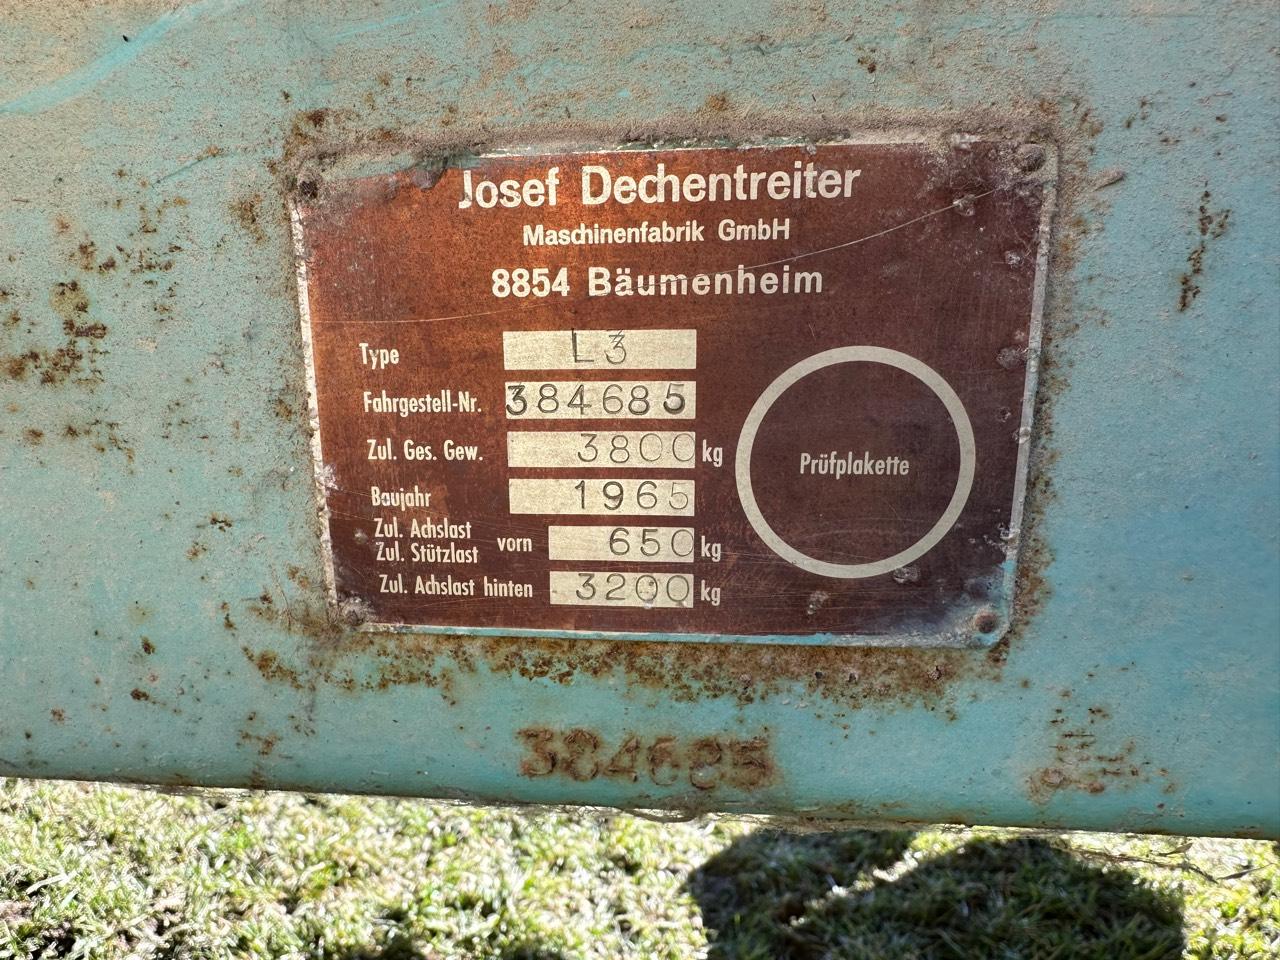 Josef Dechentreiter
Maschinenfabrik GmbH
8854 Bäumenheim
Type L3
Fahrgestell-Nr. 384685
Zul. Ges. Gew. 3800 kg
Baujahr 1965
Zul. Achslast
Zul. Stützlast vorn 650 kg
Zul. Achslast hinten 3200 kg
Prüfplakette
384685